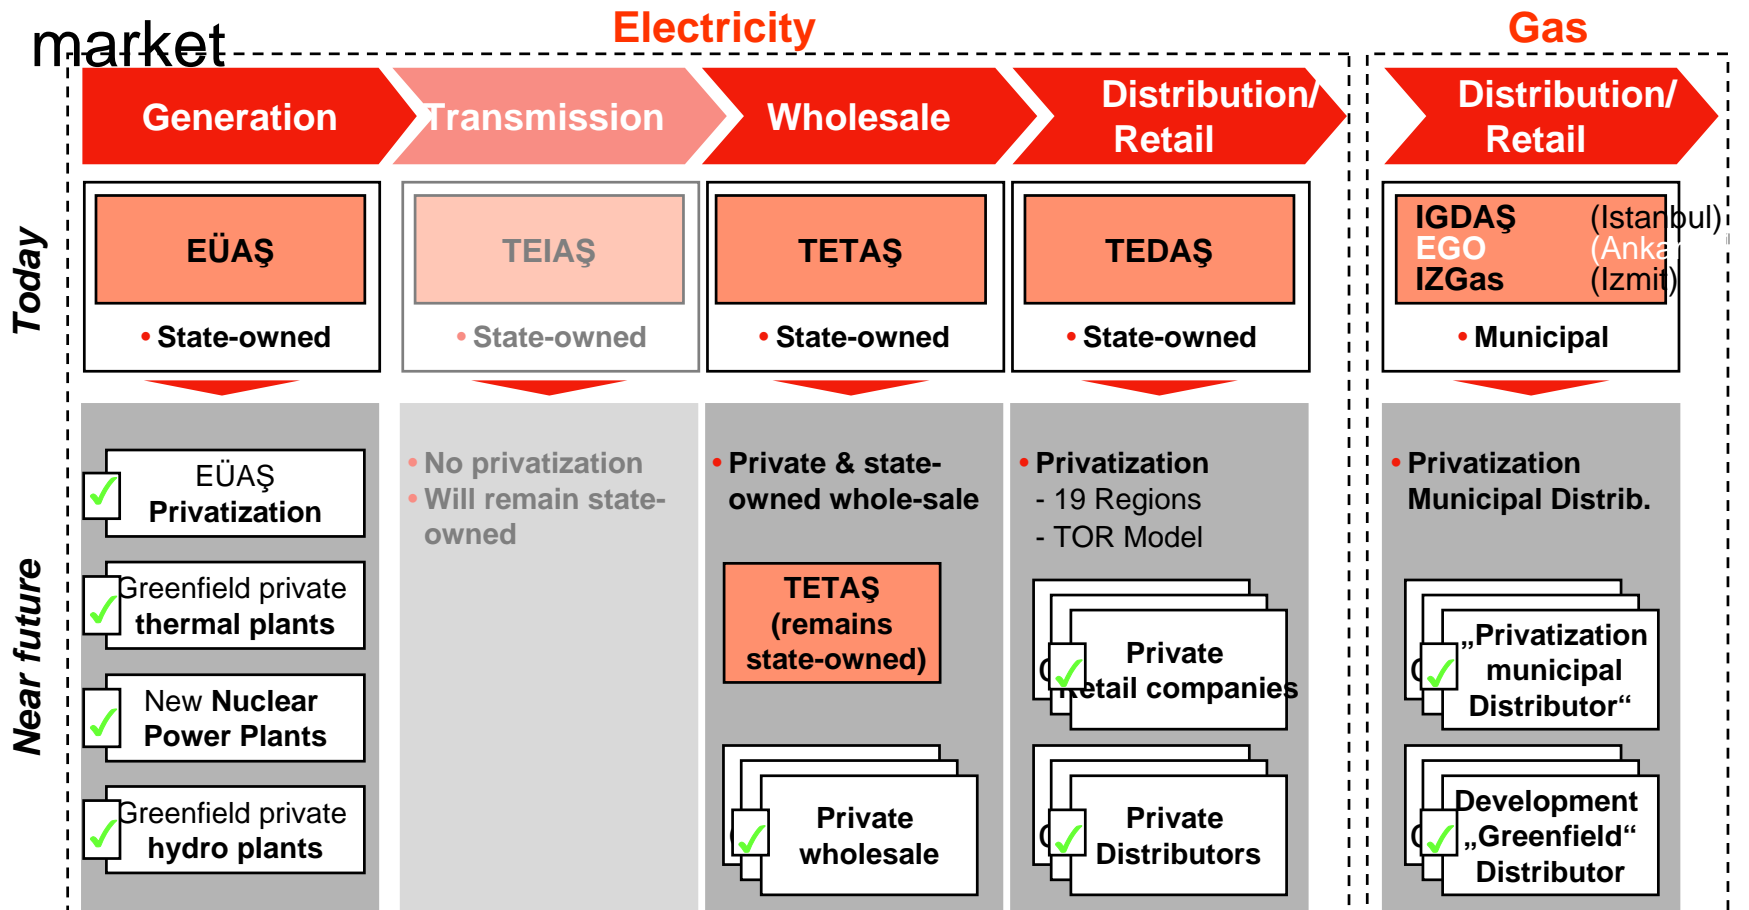 market
Electricity
Gas
Generation
Transmission
Wholesale
Distribution/
Retail
Distribution/
Retail
Today
EÜAŞ
• State-owned
TEIAŞ
• State-owned
TETAŞ
• State-owned
TEDAŞ
• State-owned
IGDAŞ (Istanbul)
EGO
IZGas (Izmit)
• Municipal
Near future
EÜAŞ
Privatization
Greenfield private
thermal plants
New Nuclear
Power Plants
Greenfield private
hydro plants
• No privatization
• Will remain state-
owned
• Private & state-
owned whole-sale
TETAŞ
(remains
state-owned)
Private
wholesale
• Privatization
- 19 Regions
- TOR Model
Private
Retail companies
Private
Distributors
• Privatization
Municipal Distrib.
„Privatization
municipal
Distributor“
Development
„Greenfield“
Distributor